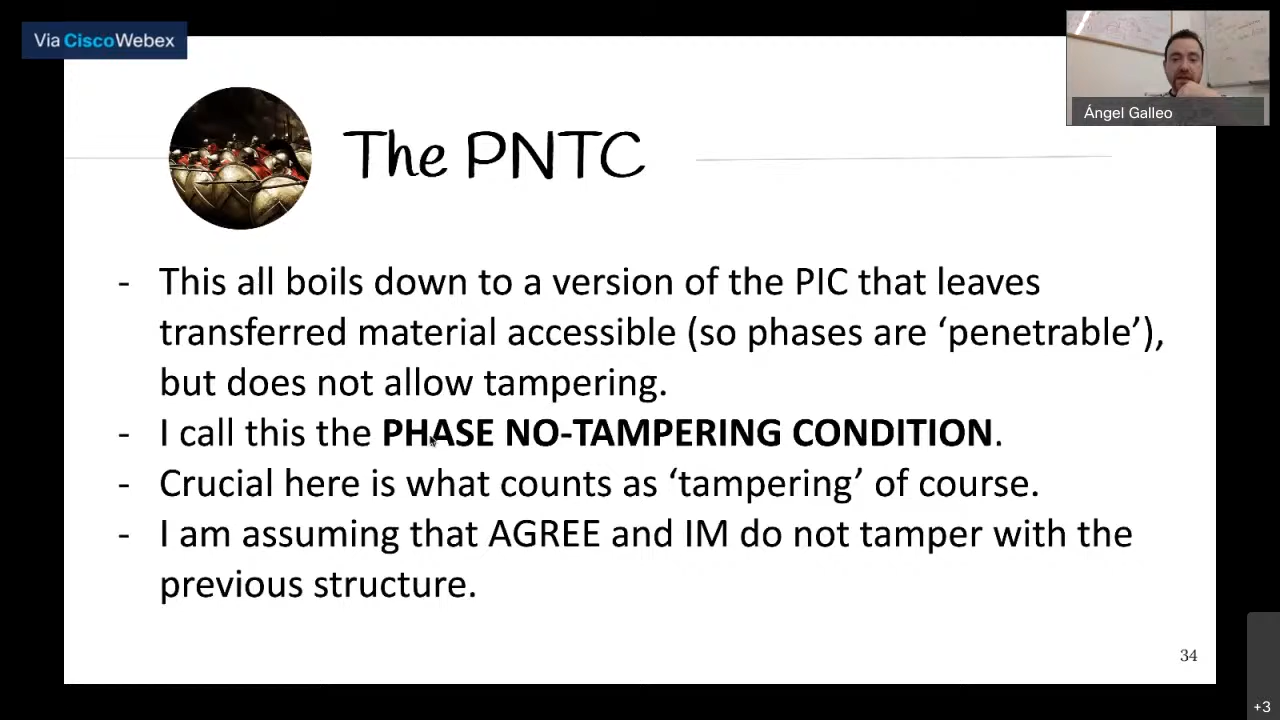 Via CiscoWebex
Ángel Galleo
The PNTC
- This all boils down to a version of the PIC that leaves
transferred material accessible (so phases are ‘penetrable’),
but does not allow tampering.
- I call this the PHASE NO-TAMPERING CONDITION.
- Crucial here is what counts as ‘tampering’ of course.
- I am assuming that AGREE and IM do not tamper with the
previous structure.
34
+3